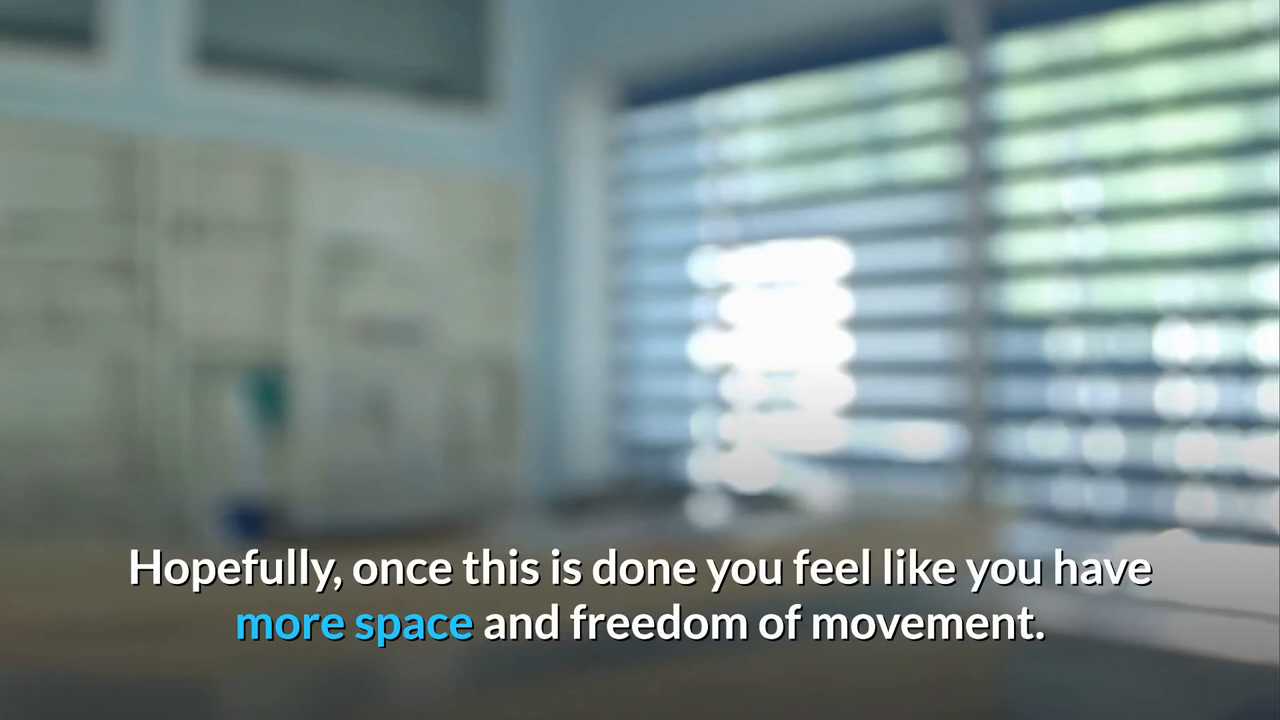 Hopefully, once this is done you feel like you have
more space and freedom of movement.